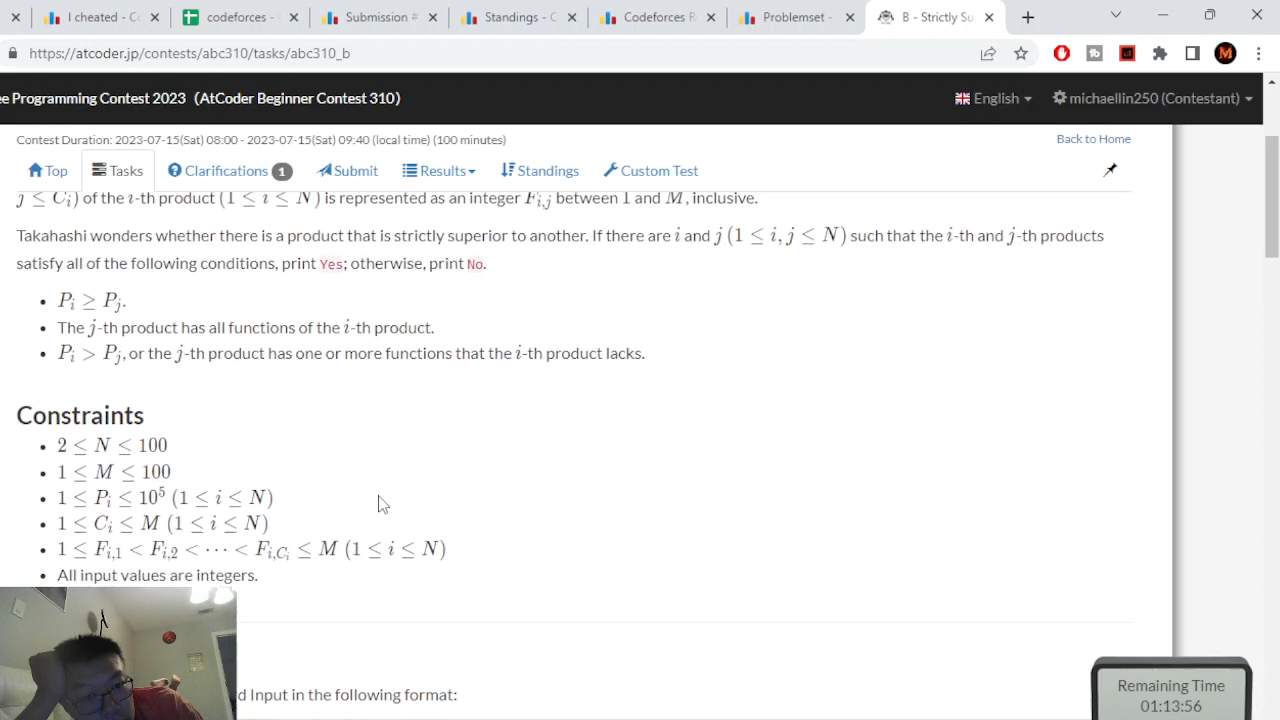 I cheated - C
codeforces -
Submission #
Standings - C
Codeforces R
Problemset -
B - Strictly Su
https://atcoder.jp/contests/abc310/tasks/abc310_b
e Programming Contest 2023 (AtCoder Beginner Contest 310)
English
michaellin250 (Contestant)
Contest Duration: 2023-07-15(Sat) 08:00 - 2023-07-15(Sat) 09:40 (local time) (100 minutes)
Back to Home
Top
Tasks
Clarifications 1
Submit
Results
Standings
Custom Test
j ≤ C_i) of the i-th product (1 ≤ i ≤ N) is represented as an integer F_{i,j} between 1 and M, inclusive.
Takahashi wonders whether there is a product that is strictly superior to another. If there are i and j (1 ≤ i, j ≤ N) such that the i-th and j-th products
satisfy all of the following conditions, print Yes; otherwise, print No.
• P_i ≥ P_j.
• The j-th product has all functions of the i-th product.
• P_i > P_j, or the j-th product has one or more functions that the i-th product lacks.
Constraints
• 2 ≤ N ≤ 100
• 1 ≤ M ≤ 100
• 1 ≤ P_i ≤ 10^5 (1 ≤ i ≤ N)
• 1 ≤ C_i ≤ M (1 ≤ i ≤ N)
• 1 ≤ F_{i,1} < F_{i,2} < ⋯ < F_{i,C_i} ≤ M (1 ≤ i ≤ N)
• All input values are integers.
d Input in the following format:
Remaining Time
01:13:56